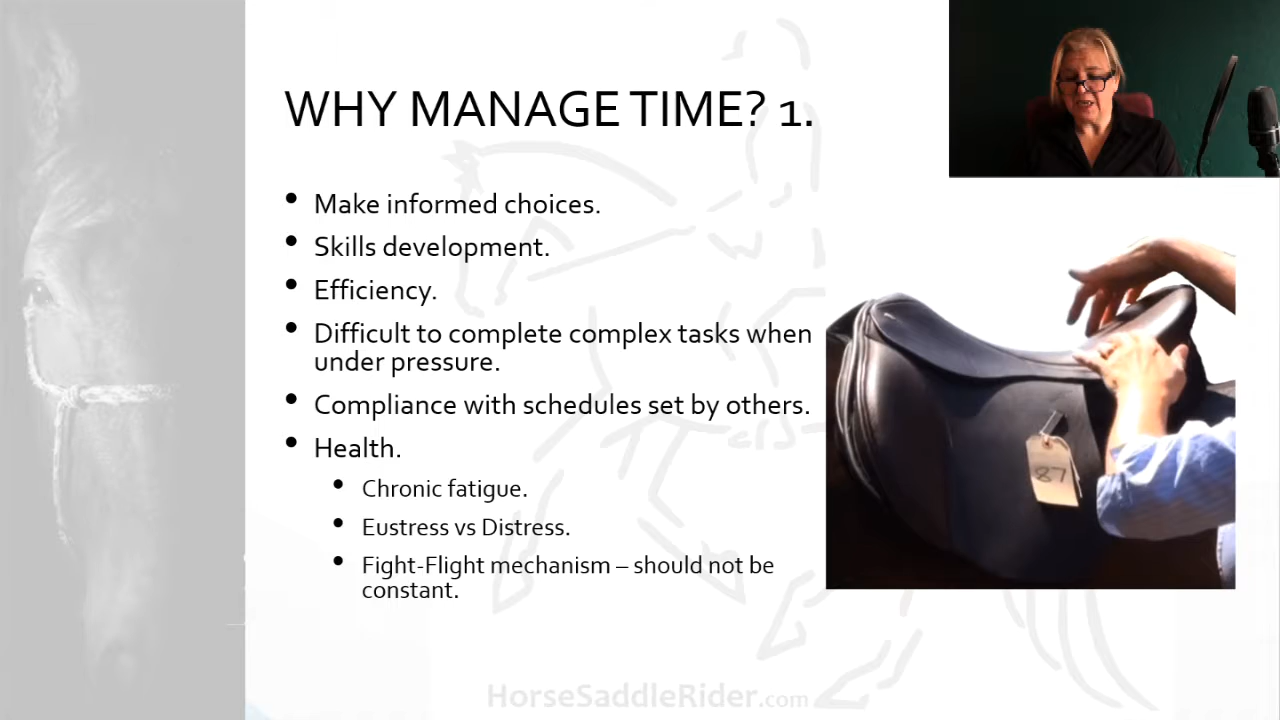 WHY MANAGE TIME? 1.
• Make informed choices.
• Skills development.
• Efficiency.
• Difficult to complete complex tasks when
under pressure.
• Compliance with schedules set by others.
• Health.
• Chronic fatigue.
• Eustress vs Distress.
• Fight-Flight mechanism – should not be
constant.
87
HorseSaddleRider.com